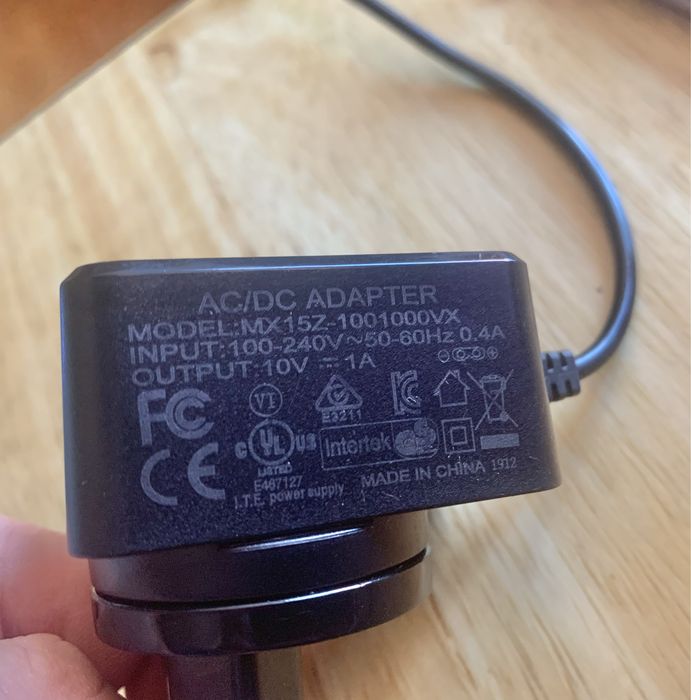 AC/DC ADAPTER
MODEL:MX15Z-1001000VX
INPUT:100-240V~50-60Hz 0.4A
OUTPUT:10V ⎓ 1A
FC
VI
E3211
CE
c UL us
LISTED
E467127
I.T.E. power supply
Intertek
GS
MADE IN CHINA 1912